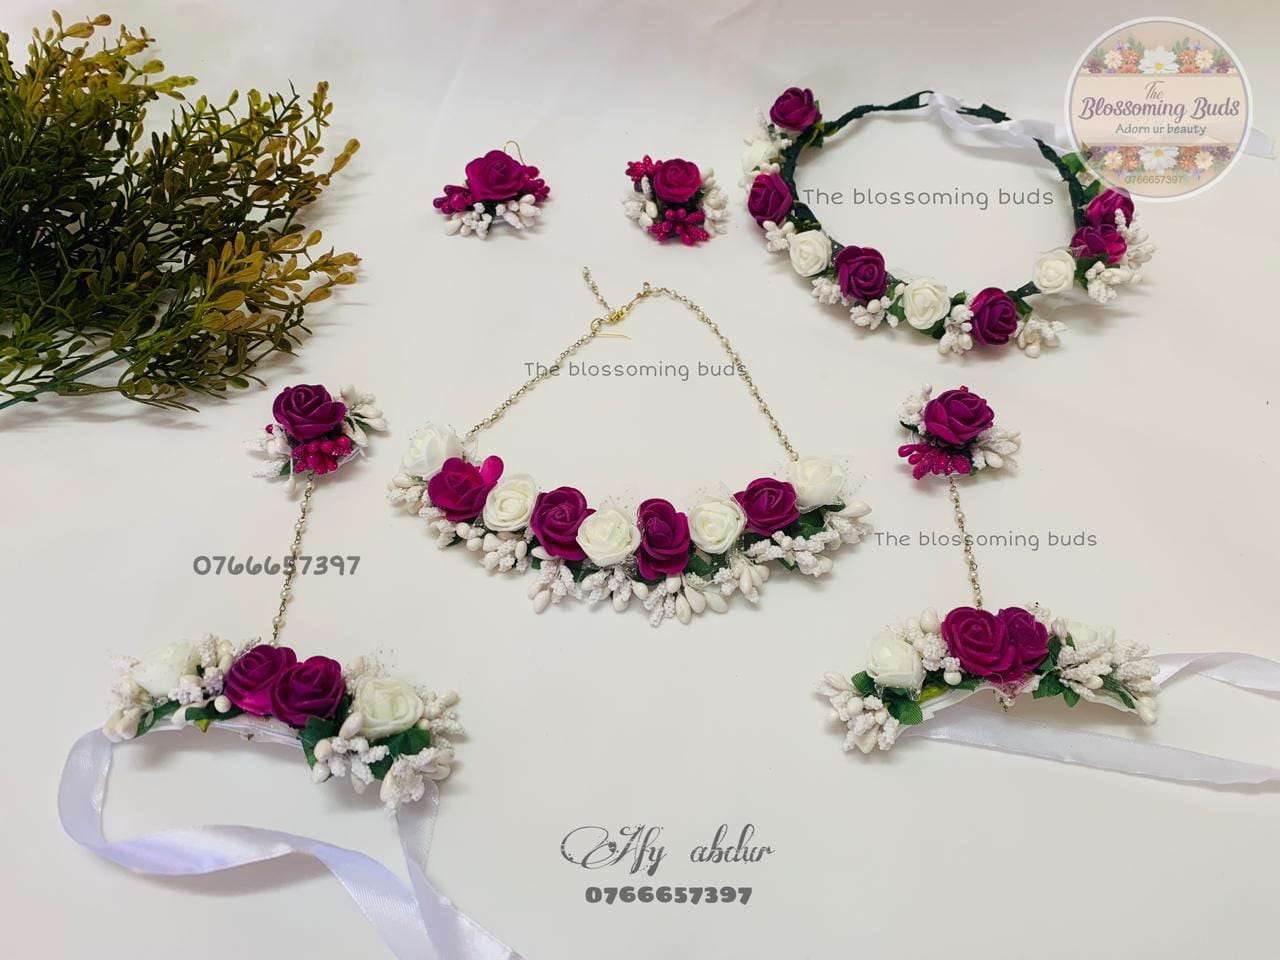 The
Blossoming Buds
Adorn ur beauty
0766657397
The blossoming buds
The blossoming buds
The blossoming buds
0766657397
Afy abdur
0766657397